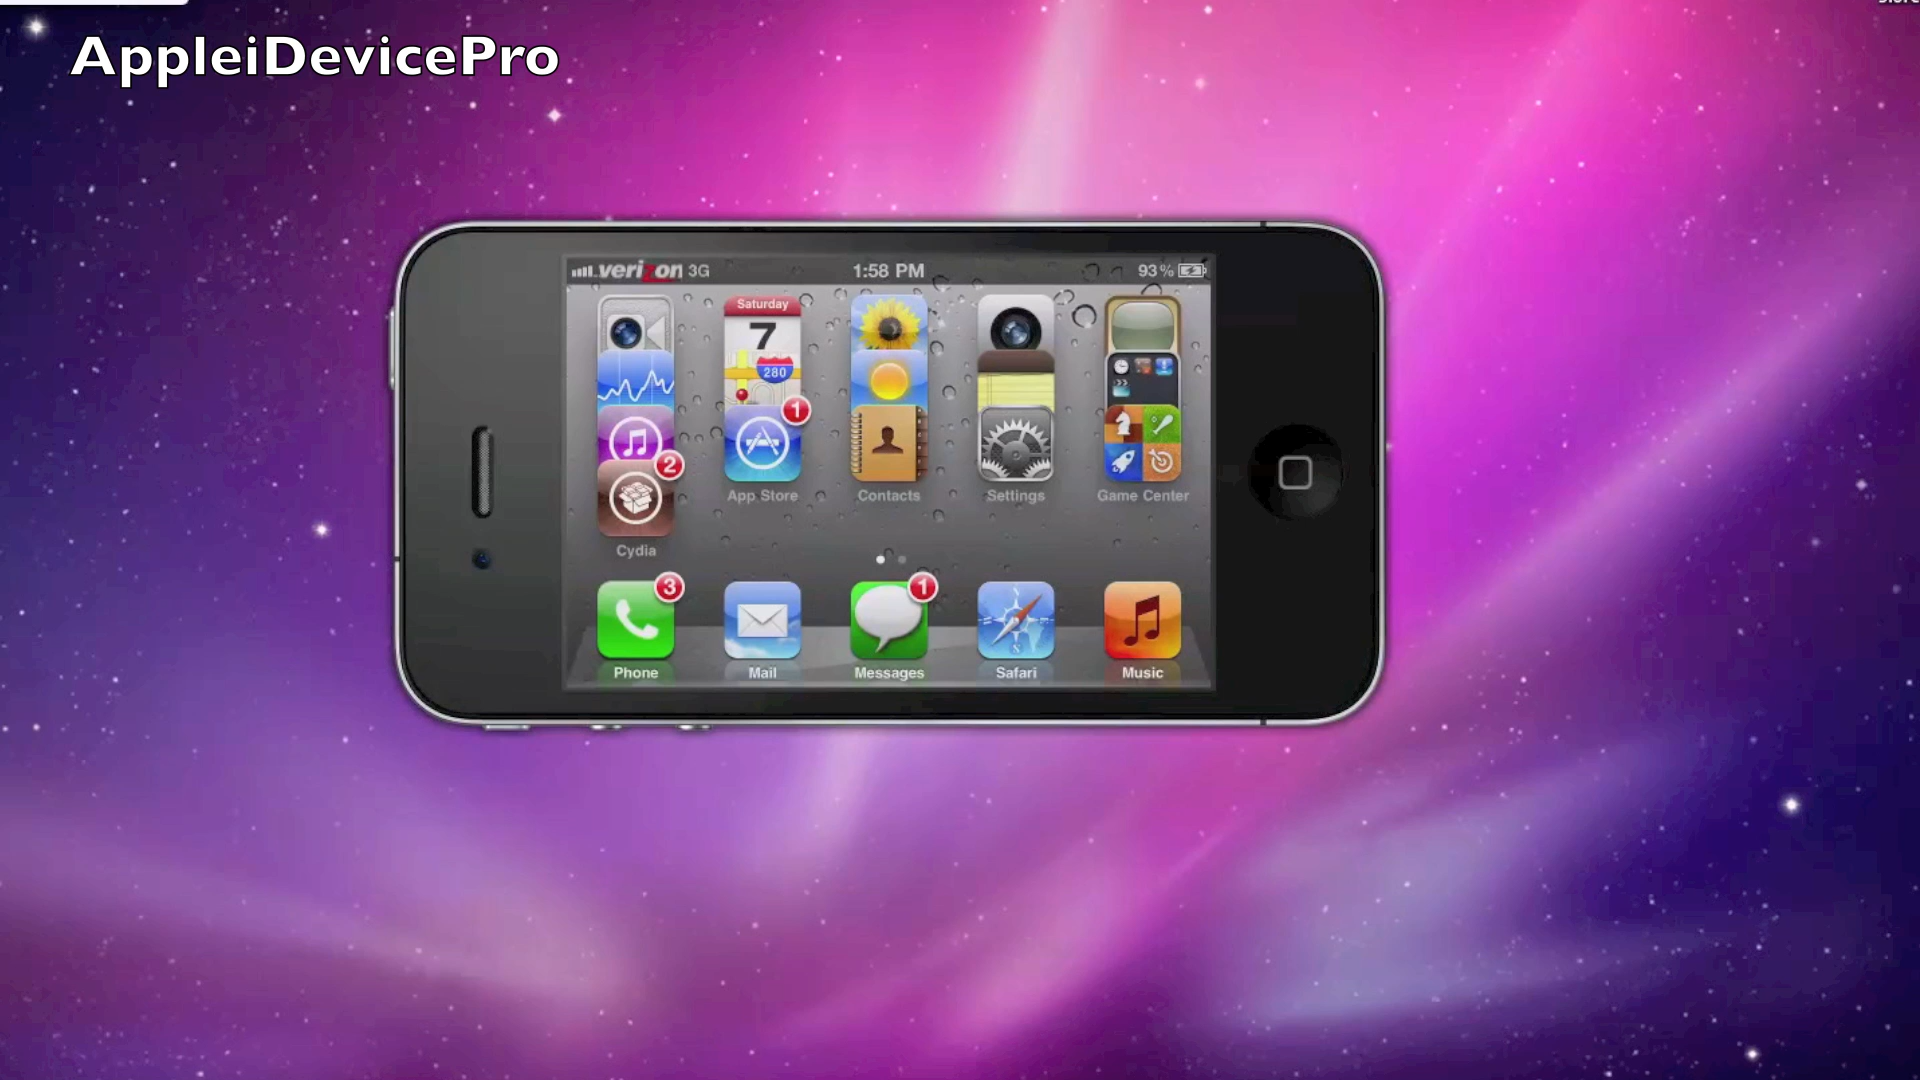 AppleiDevicePro
verizon 3G 1:58 PM 93%
Saturday
7
280
1
2
App Store Contacts Settings Game Center
Cydia
3 1
Phone Mail Messages Safari Music